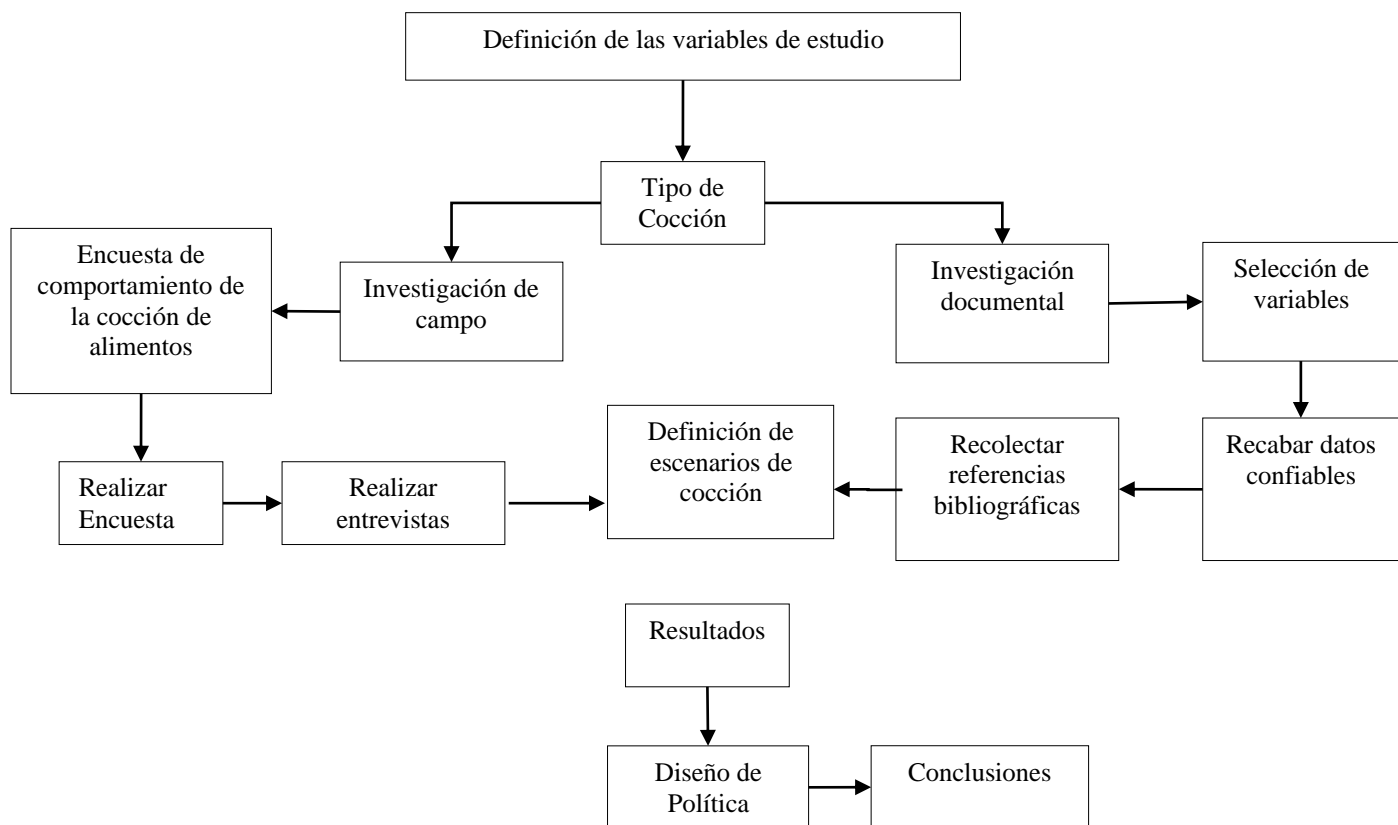 Definición de las variables de estudio
Tipo de
Cocción
Encuesta de
comportamiento de
la cocción de
alimentos
Investigación de
campo
Investigación
documental
Selección de
variables
Realizar
Encuesta
Realizar
entrevistas
Definición de
escenarios de
cocción
Recolectar
referencias
bibliográficas
Recabar datos
confiables
Resultados
Diseño de
Política
Conclusiones